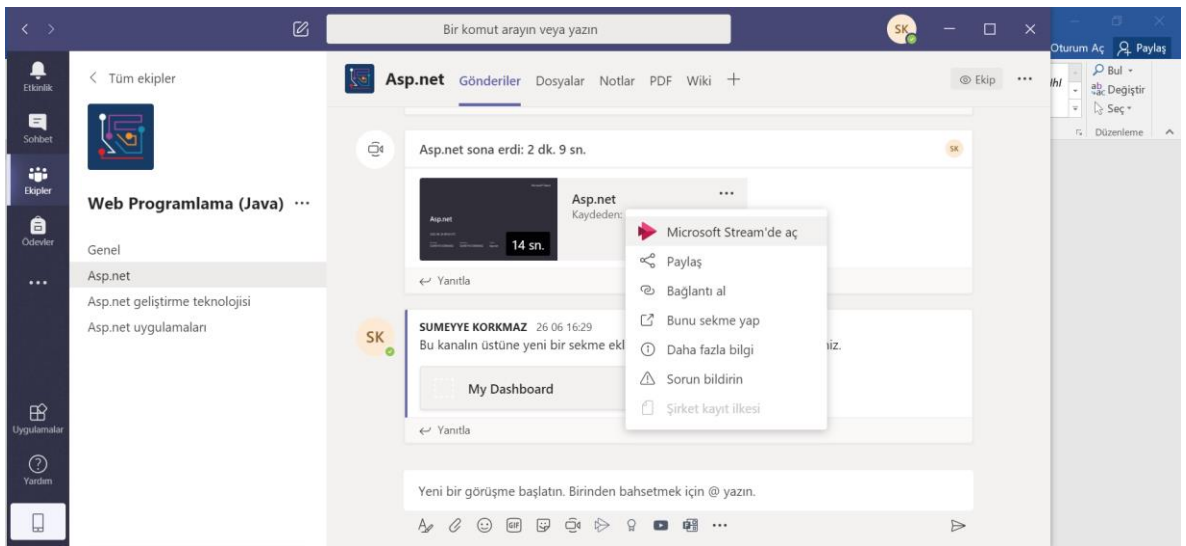 Bir komut arayın veya yazın
SK
Oturum Aç Paylaş
Etkinlik
Sohbet
Ekipler
Ödevler
Uygulamalar
Yardım
Tüm ekipler
Web Programlama (Java) ...
Genel
Asp.net
Asp.net geliştirme teknolojisi
Asp.net uygulamaları
Asp.net Gönderiler Dosyalar Notlar PDF Wiki +
Ekip ...
Asp.net sona erdi: 2 dk. 9 sn.
SK
Asp.net
14 sn.
Asp.net ...
Kaydeden:
Yanıtla
Microsoft Stream'de aç
Paylaş
Bağlantı al
Bunu sekme yap
Daha fazla bilgi
Sorun bildirin
Şirket kayıt ilkesi
SK
SUMEYYE KORKMAZ 26 06 16:29
Bu kanalın üstüne yeni bir sekme ekl iz.
My Dashboard
Yanıtla
Yeni bir görüşme başlatın. Birinden bahsetmek için @ yazın.
GIF
Bul
Değiştir
Seç
Düzenleme